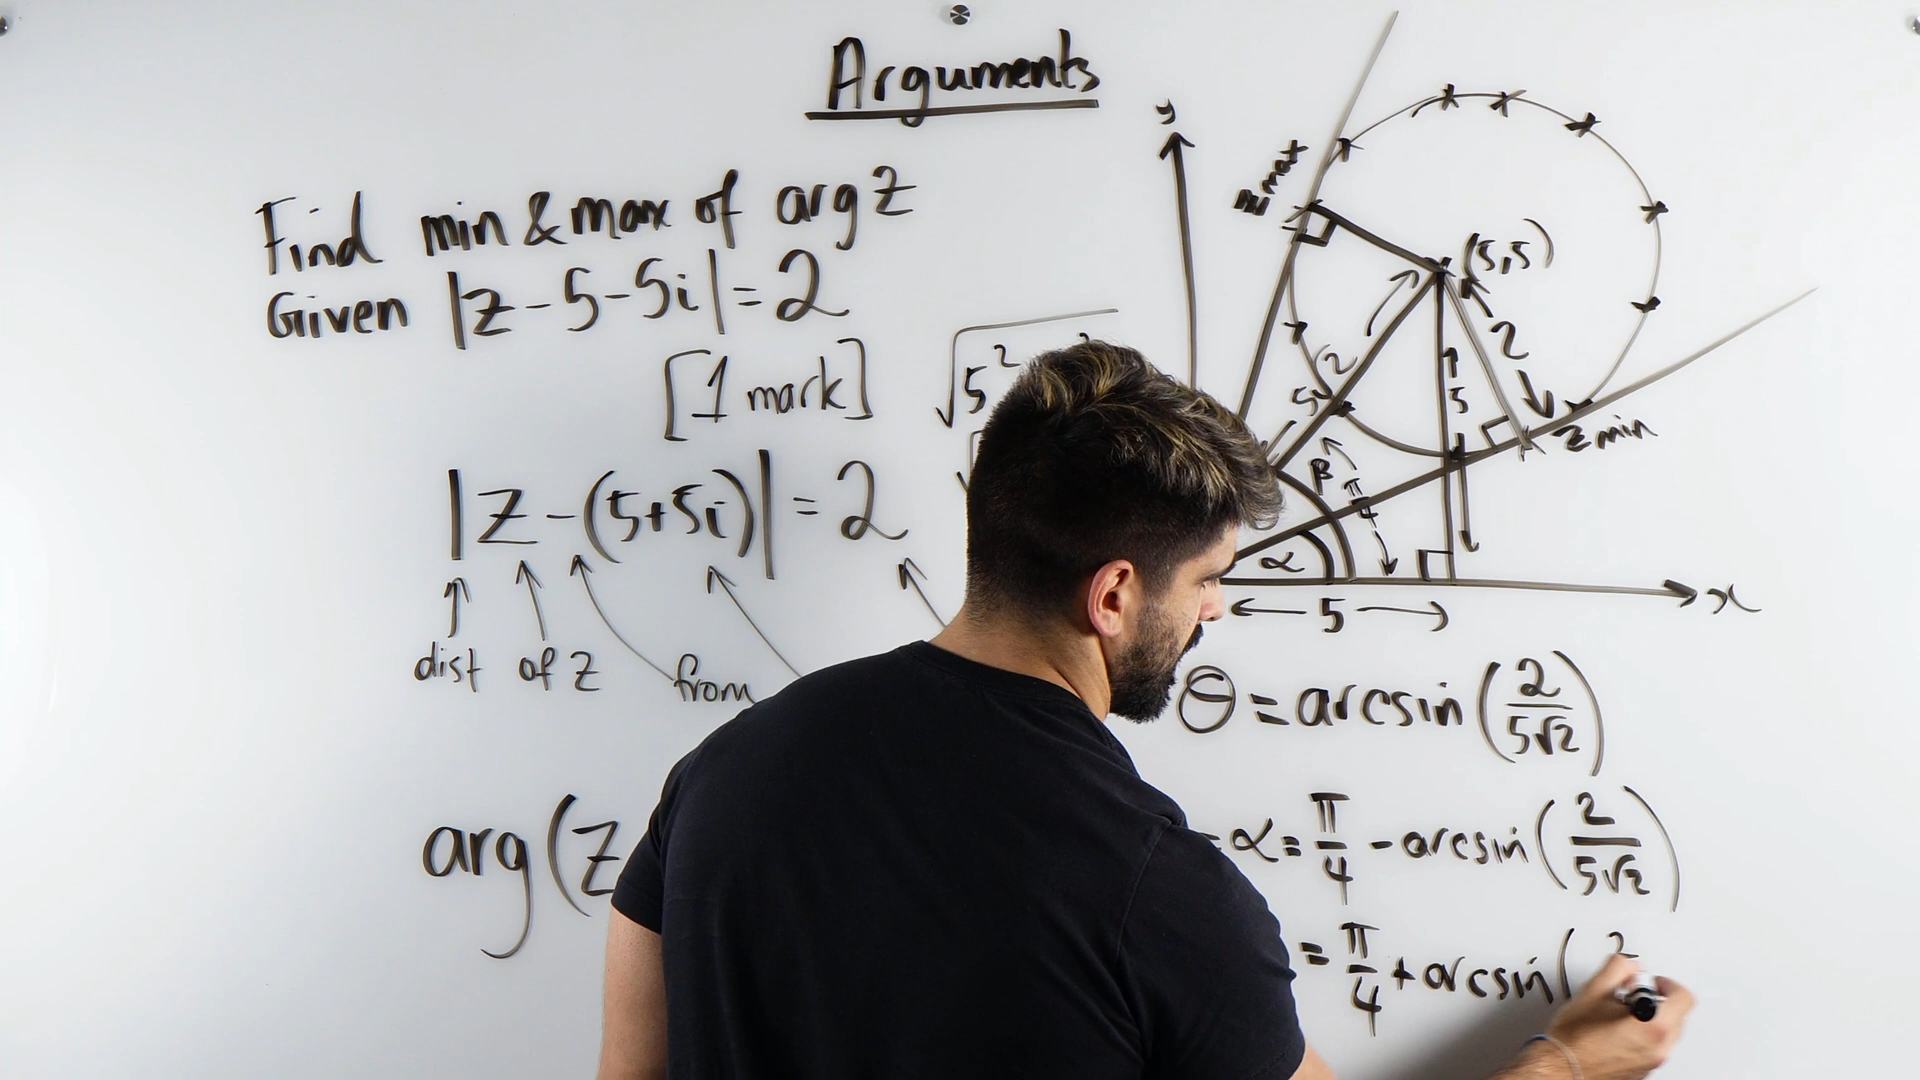 Arguments
Find min & max of arg z
Given |z-5-5i|=2
[1 mark]
|z-(5+5i)|=2
dist of z from
arg(z
√5²
y
z max
(5,5)
2
5√2
5
z min
β
π/4
α
5
x
θ = arcsin(2/5√2)
= α = π/4 - arcsin(2/5√2)
= π/4 + arcsin(2